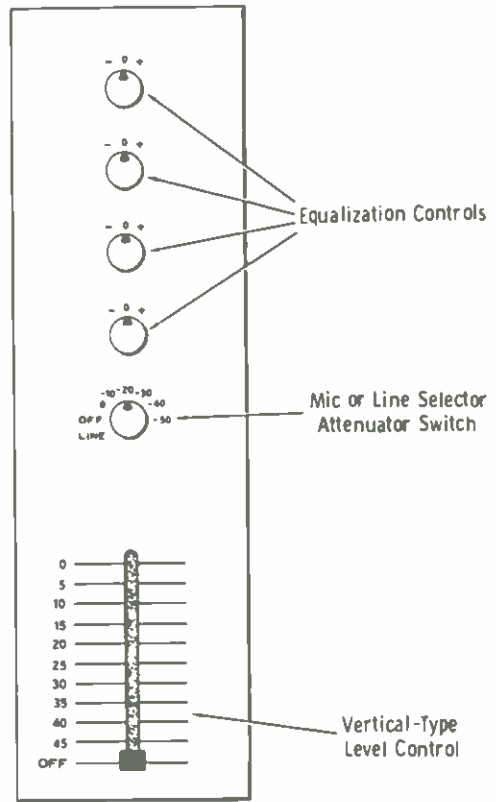 - 0 +
- 0 +
Equalization Controls
- 0 +
- 0 +
-10 -20 -30
0 -40
OFF -50
LINE
Mic or Line Selector
Attenuator Switch
0
5
10
15
20
25
30
35
40
45
OFF
Vertical-Type
Level Control